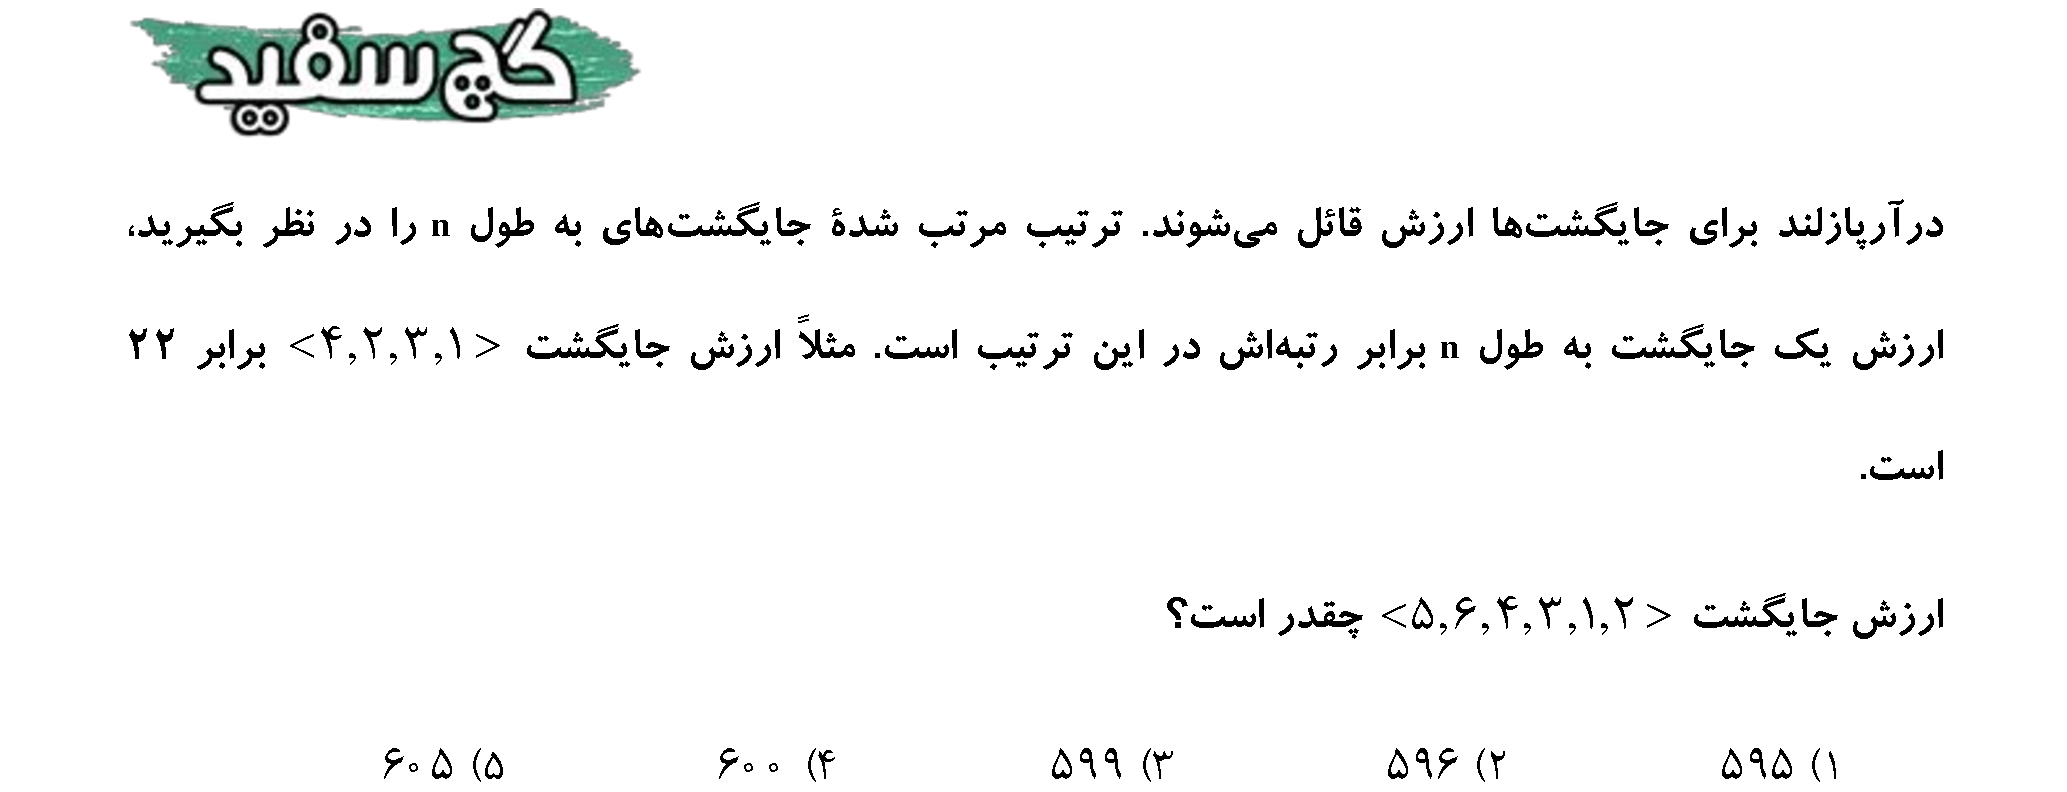 گچ سفید
درآرپازلند برای جایگشت‌ها ارزش قائل می‌شوند. ترتیب مرتب شدهٔ جایگشت‌های به طول n را در نظر بگیرید،
ارزش یک جایگشت به طول n برابر رتبه‌اش در این ترتیب است. مثلاً ارزش جایگشت <۴,۲,۳,۱> برابر ۲۲
است.
ارزش جایگشت <۵,۶,۴,۳,۱,۲> چقدر است؟
۱) ۵۹۵ ۲) ۵۹۶ ۳) ۵۹۹ ۴) ۶۰۰ ۵) ۶۰۵